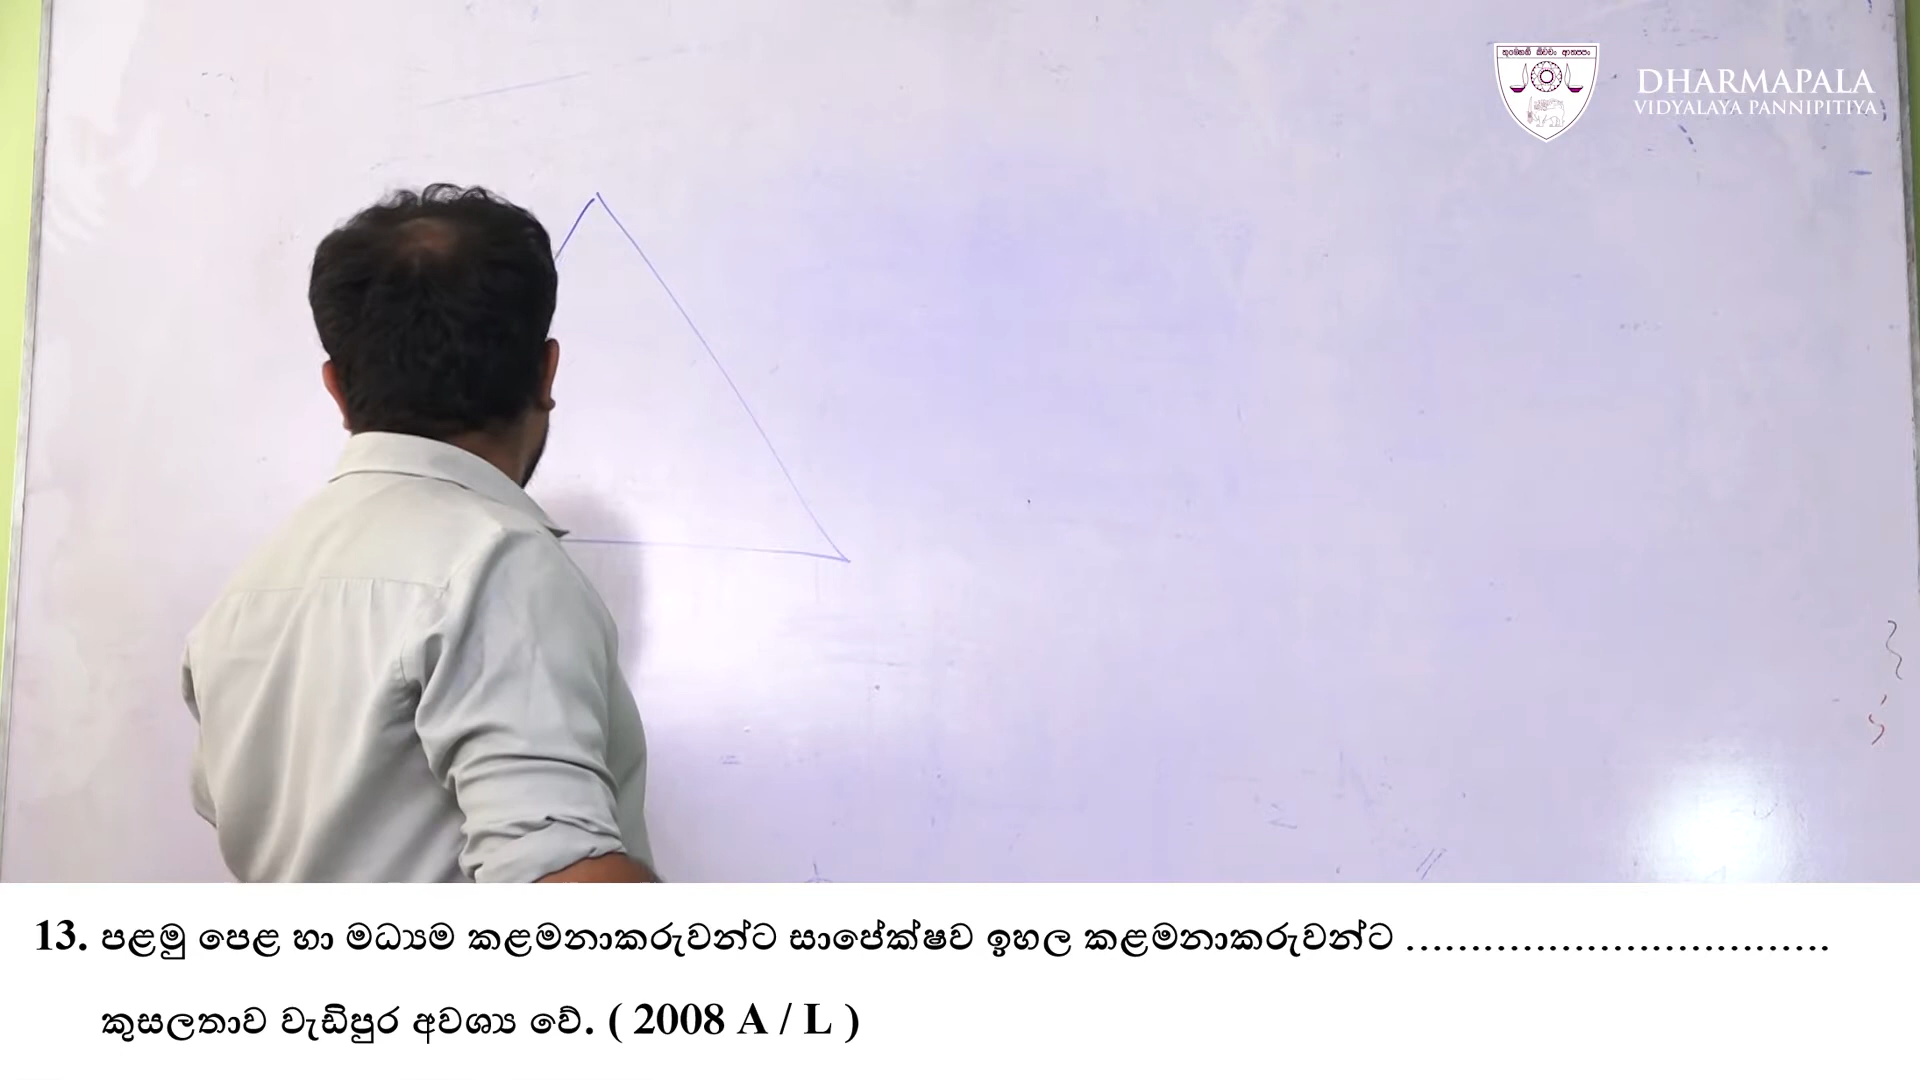 DHARMAPALA
VIDYALAYA PANNIPITIYA
13. පළමු පෙළ හා මධ්‍යම කළමනාකරුවන්ට සාපේක්ෂව ඉහල කළමනාකරුවන්ට ................................
කුසලතාව වැඩිපුර අවශ්‍ය වේ. ( 2008 A / L )